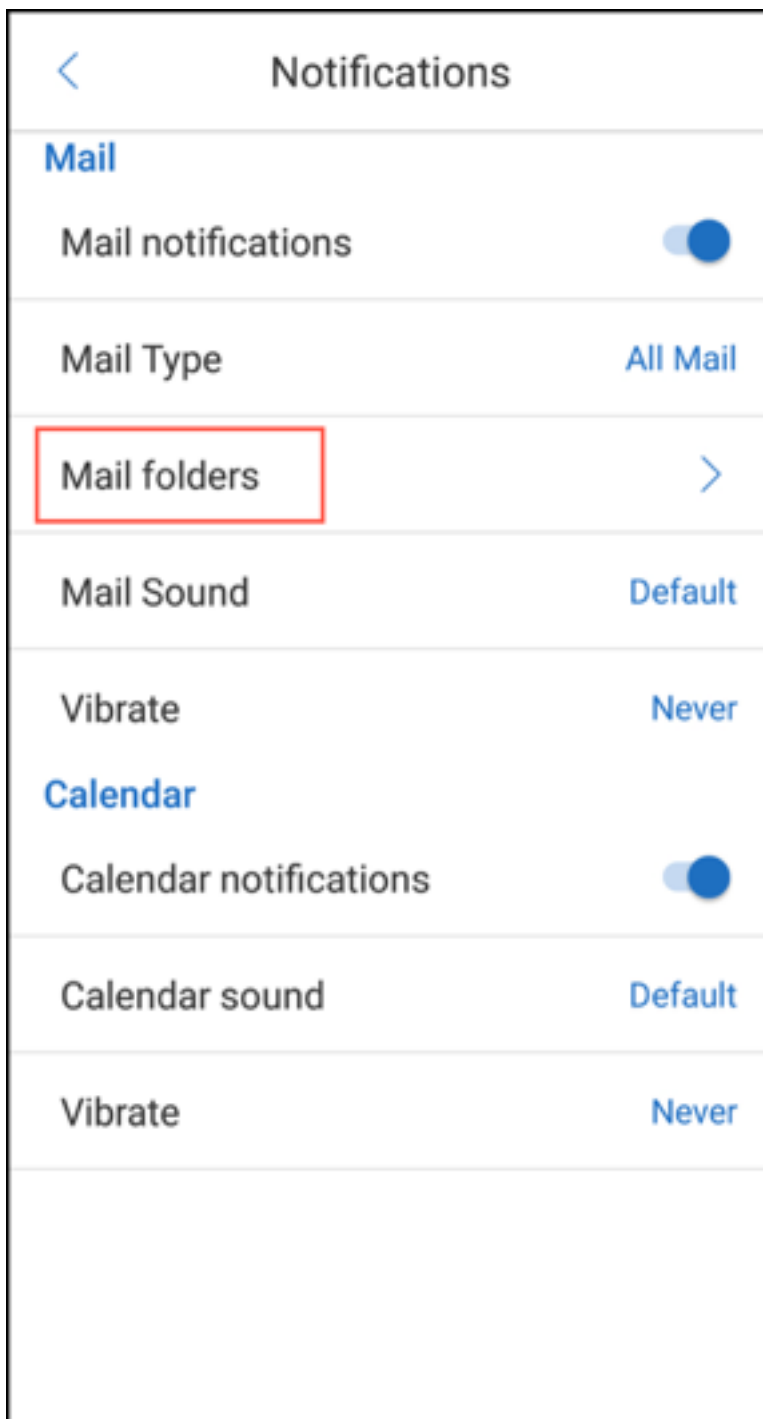 Notifications
Mail
Mail notifications
Mail Type All Mail
Mail folders
Mail Sound Default
Vibrate Never
Calendar
Calendar notifications
Calendar sound Default
Vibrate Never